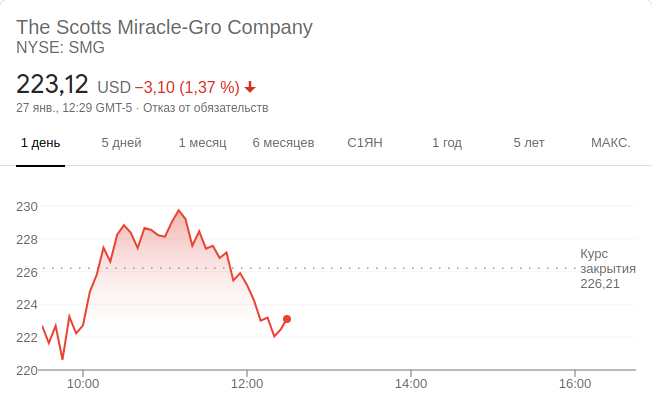 The Scotts Miracle-Gro Company
NYSE: SMG
223,12 USD −3,10 (1,37 %)
27 янв., 12:29 GMT-5 · Отказ от обязательств
1 день 5 дней 1 месяц 6 месяцев С1ЯН 1 год 5 лет МАКС.
230
228
226
224
222
220
Курс
закрытия
226,21
10:00 12:00 14:00 16:00